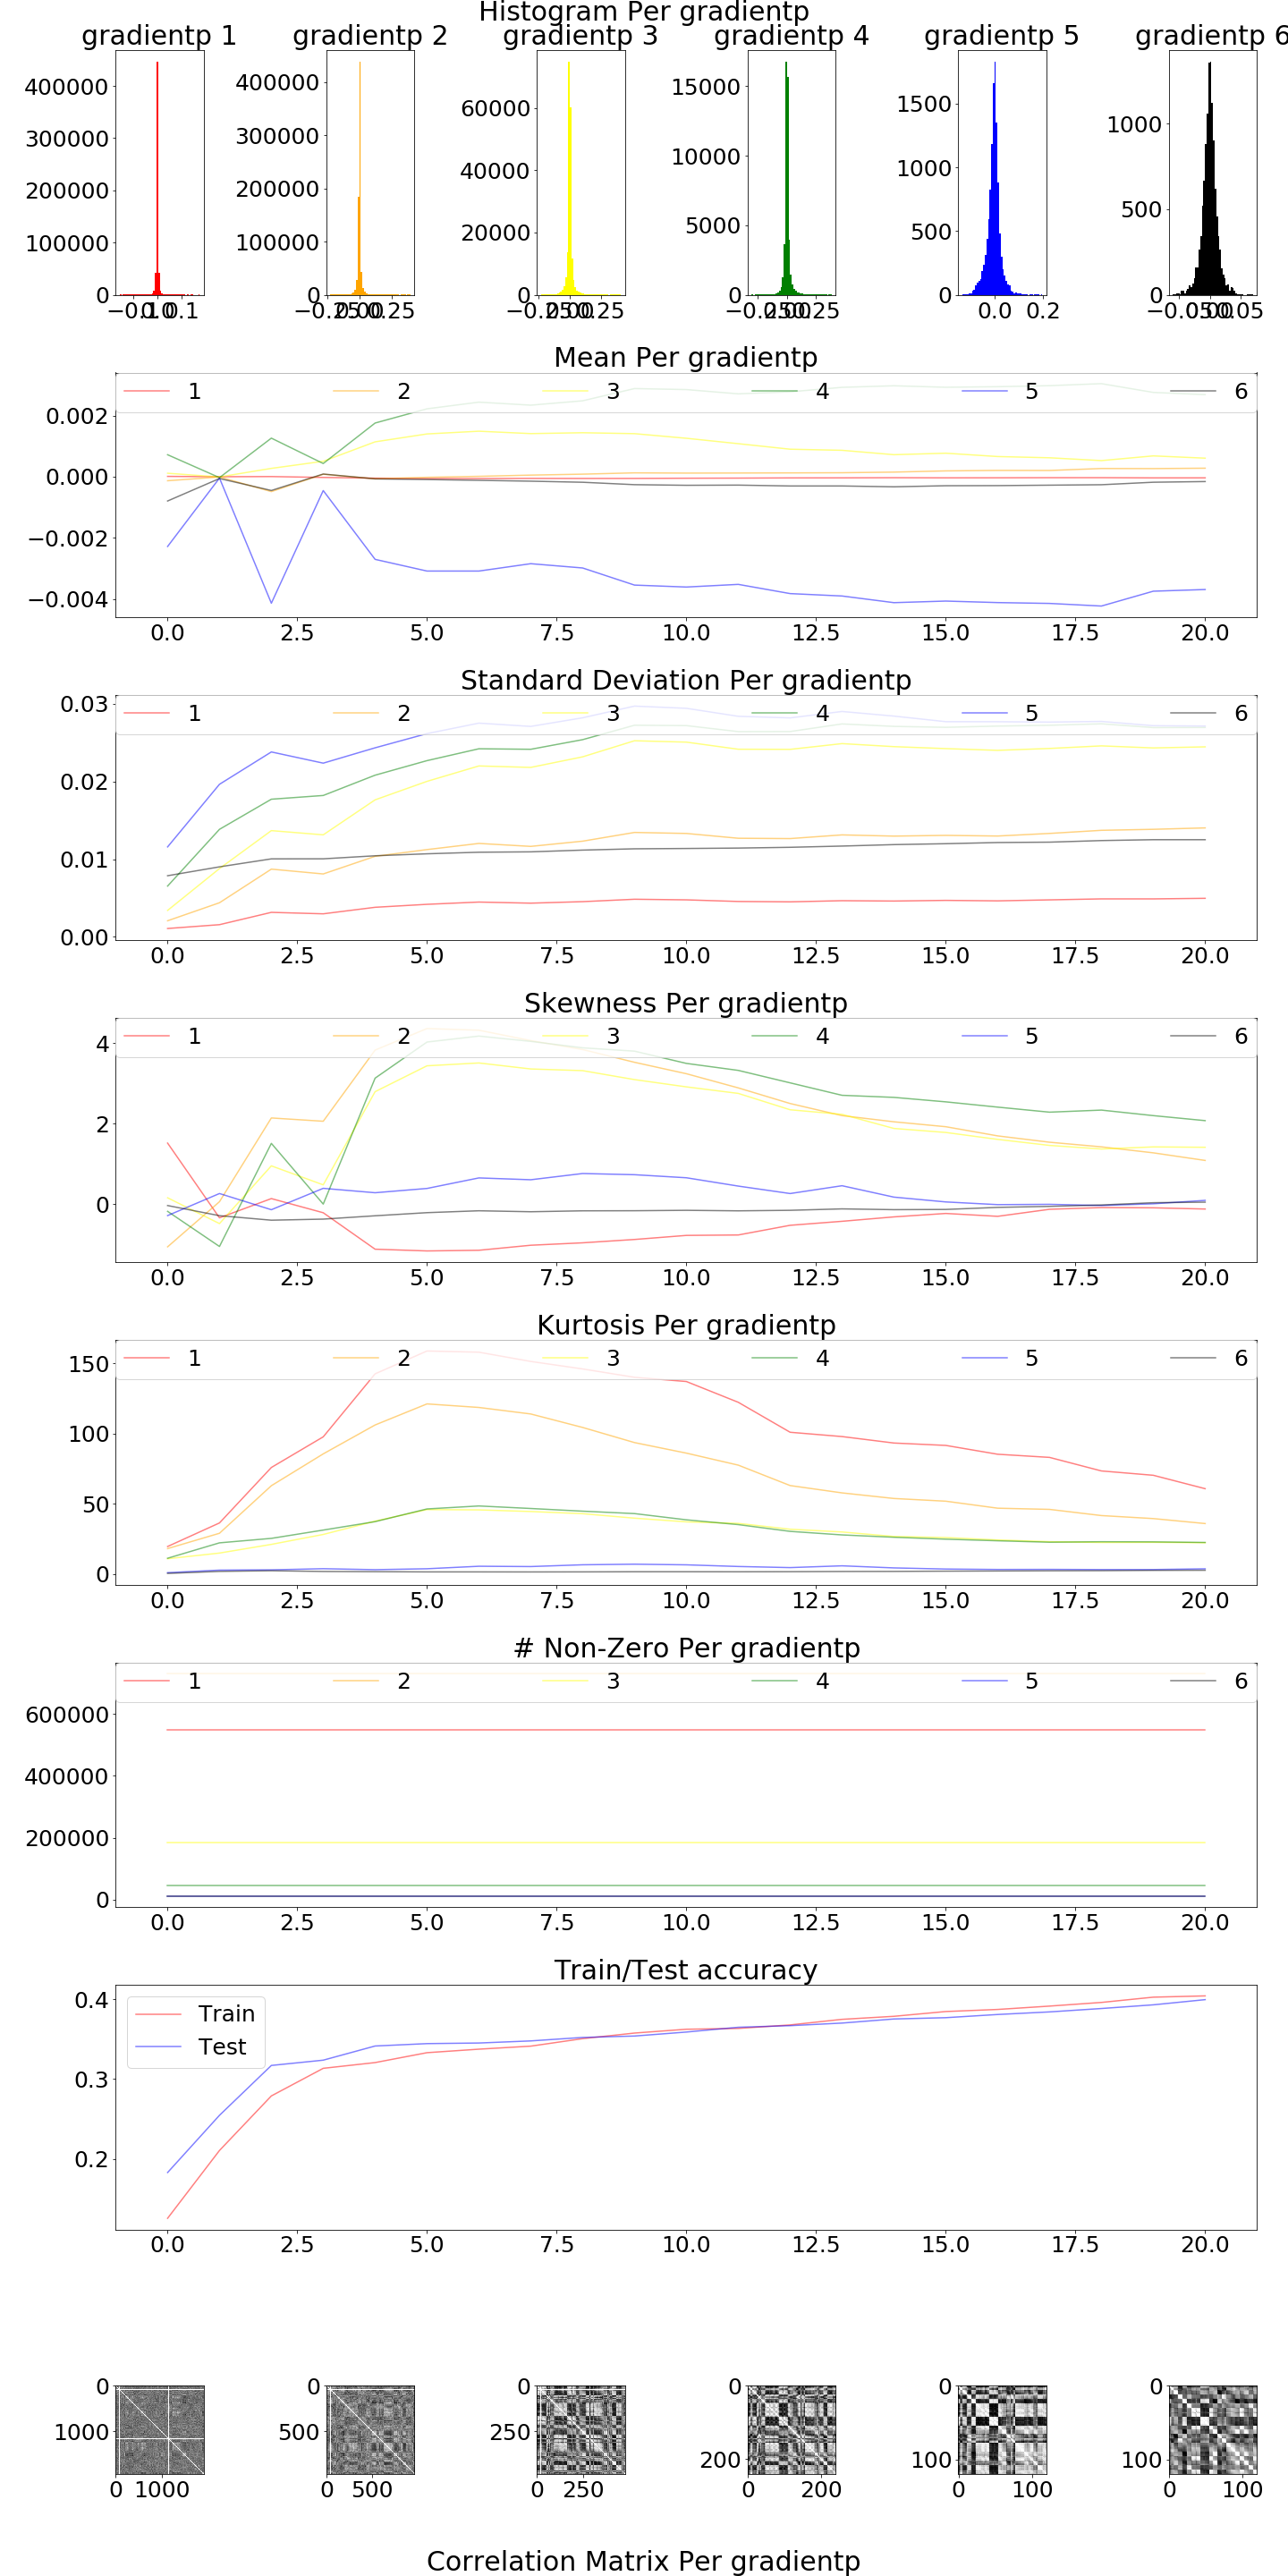 Histogram Per gradientp
gradientp 1 gradientp 2 gradientp 3 gradientp 4 gradientp 5 gradientp 6
400000 300000 200000 100000 0
400000 300000 200000 100000 0
60000 40000 20000 0
15000 10000 5000 0
1500 1000 500 0
1000 500 0
0.1
0.25
0.25
0.25
0.0 0.2
0.05
Mean Per gradientp
1 2 3 4 5 6
0.002
0.000
−0.002
−0.004
0.0 2.5 5.0 7.5 10.0 12.5 15.0 17.5 20.0
Standard Deviation Per gradientp
1 2 3 4 5 6
0.03
0.02
0.01
0.00
0.0 2.5 5.0 7.5 10.0 12.5 15.0 17.5 20.0
Skewness Per gradientp
1 2 3 4 5 6
4
2
0
0.0 2.5 5.0 7.5 10.0 12.5 15.0 17.5 20.0
Kurtosis Per gradientp
1 2 3 4 5 6
150
100
50
0
0.0 2.5 5.0 7.5 10.0 12.5 15.0 17.5 20.0
# Non-Zero Per gradientp
1 2 3 4 5 6
600000
400000
200000
0
0.0 2.5 5.0 7.5 10.0 12.5 15.0 17.5 20.0
Train/Test accuracy
Train
Test
0.4
0.3
0.2
0.0 2.5 5.0 7.5 10.0 12.5 15.0 17.5 20.0
0 0 0 0 0 0
1000 500 250 200 100 100
0 1000 0 500 0 250 0 200 0 100 0 100
Correlation Matrix Per gradientp